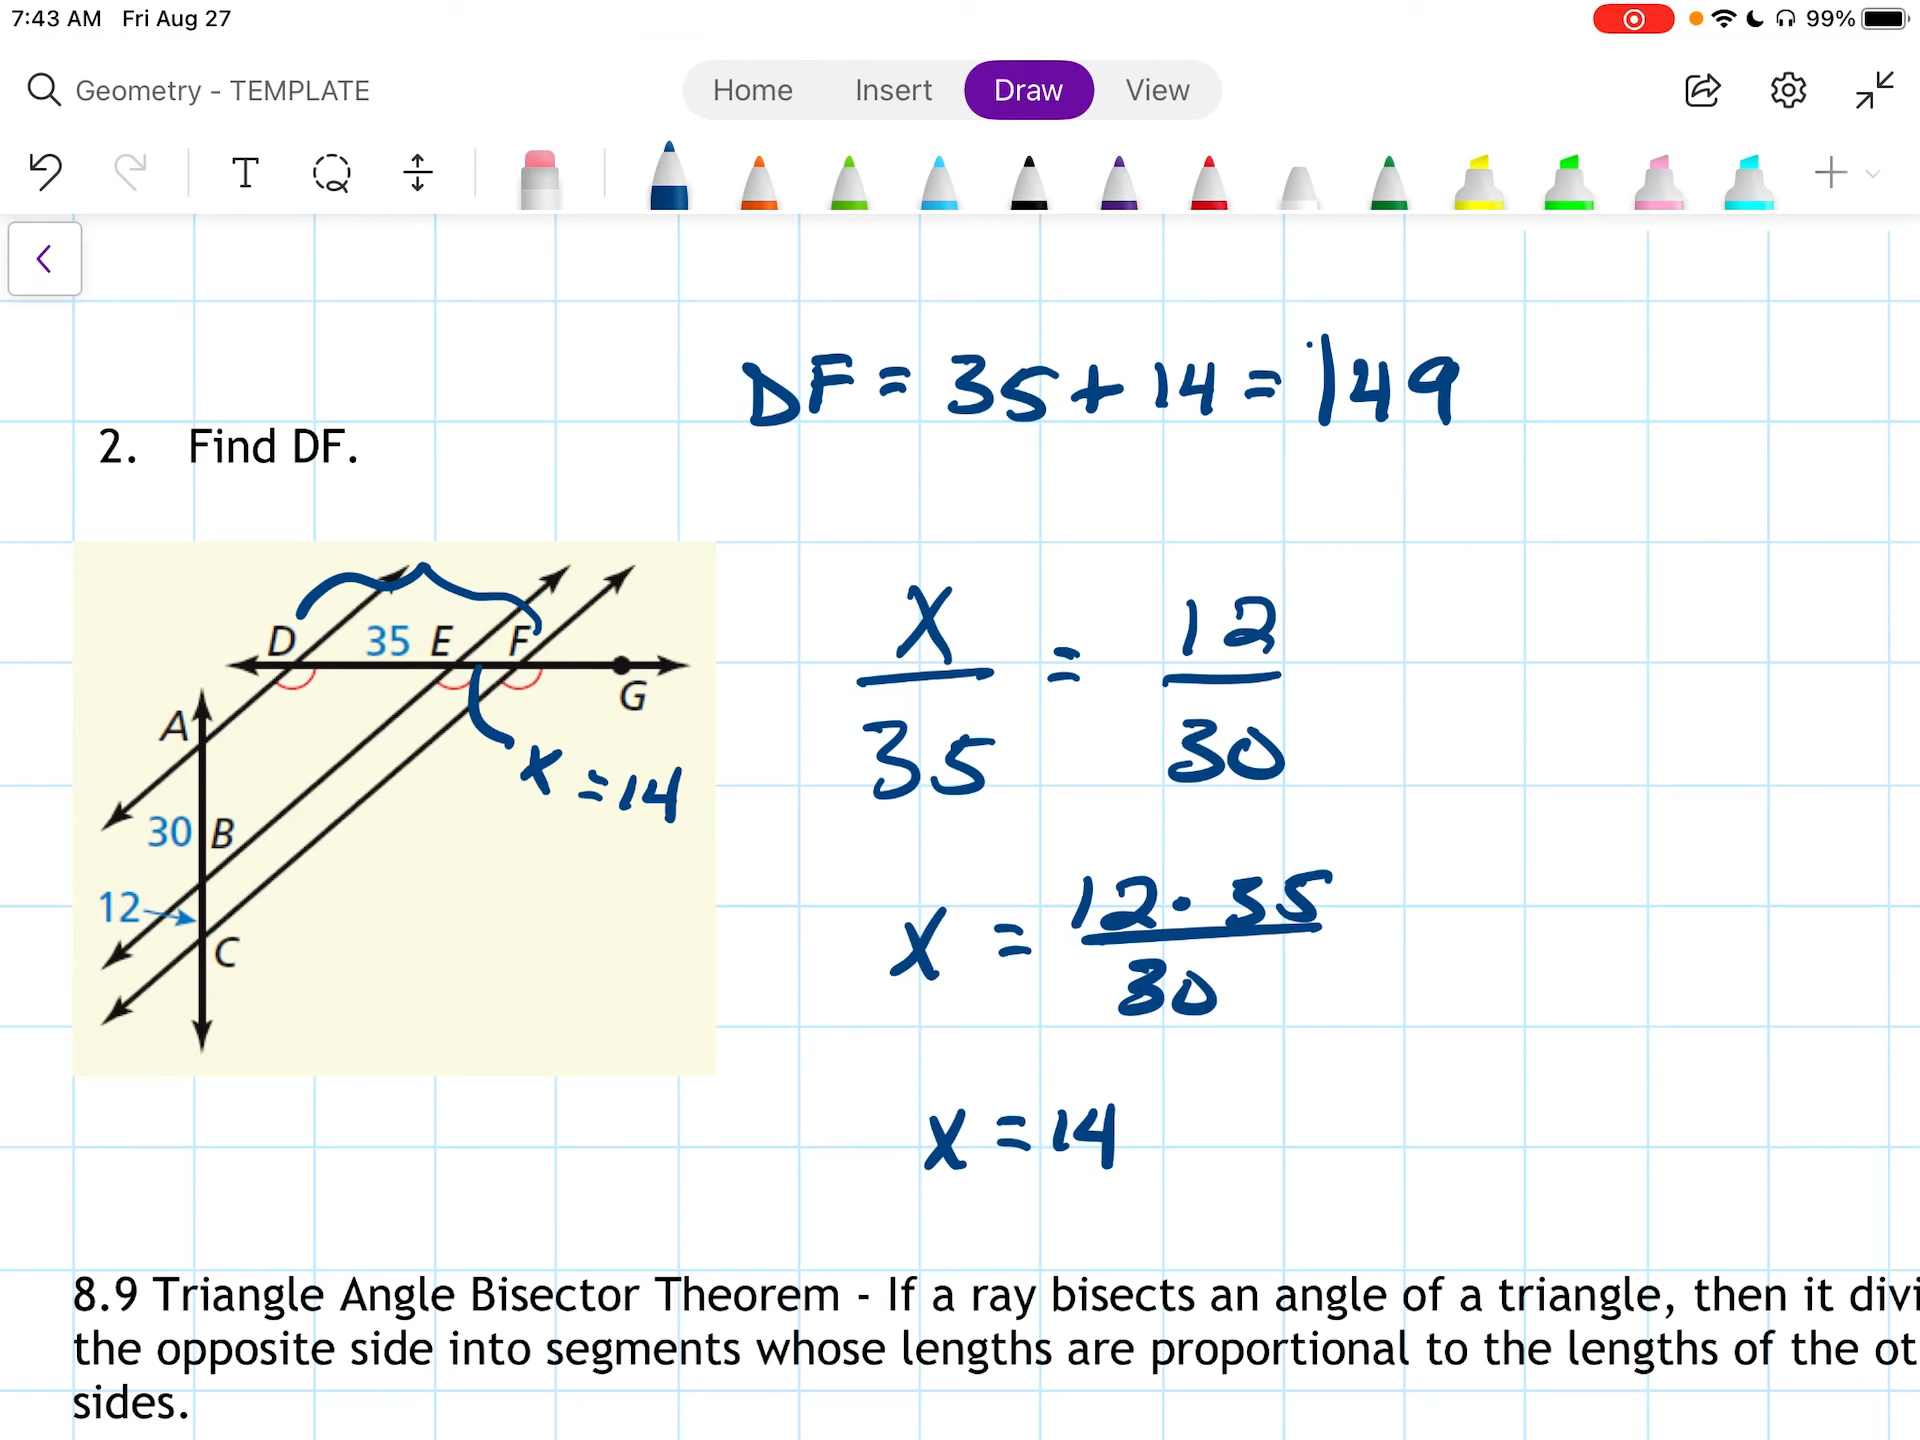 7:43 AM Fri Aug 27
99%
Geometry - TEMPLATE
Home Insert Draw View
T
DF = 35 + 14 = |49
2. Find DF.
D 35 E F
G
A
x = 14
30 B
12
C
x/35 = 12/30
x = 12 · 35/30
x = 14
8.9 Triangle Angle Bisector Theorem - If a ray bisects an angle of a triangle, then it divi
the opposite side into segments whose lengths are proportional to the lengths of the ot
sides.